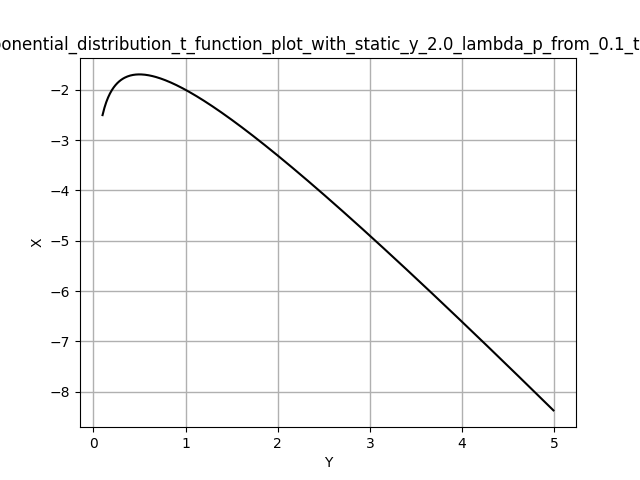 onential_distribution_t_function_plot_with_static_y_2.0_lambda_p_from_0.1_t
−2
−3
−4
−5
−6
−7
−8
X
0 1 2 3 4 5
Y